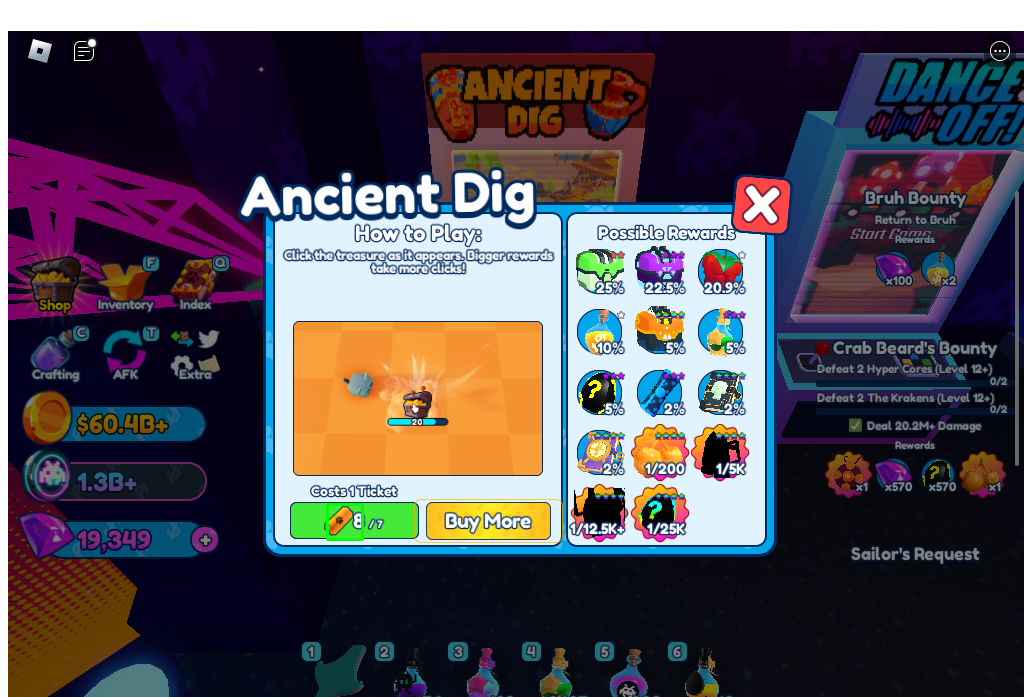 ANCIENT
DIG
DANCE
OFF!
Ancient Dig
How to Play:
Click the treasure as it appears. Bigger rewards
take more clicks!
20
Costs 1 Ticket
8 /7
Buy More
Possible Rewards
25%
22.5%
20.9%
10%
5%
5%
?
5%
2%
2%
2%
1/200
1/5K
1/12.5K+
?
1/25K
Bruh Bounty
Return to Bruh
Start Game
Rewards
x100
x2
Crab Beard's Bounty
Defeat 2 Hyper Cores (Level 12+)
0/2
Defeat 2 The Krakens (Level 12+)
0/2
Deal 20.2M+ Damage
Rewards
x1
x570
?
x570
x1
Sailor's Request
Shop
F
Inventory
Q
Index
C
Crafting
T
AFK
Extra
$60.4B+
1.3B+
19,349
1
2
3
4
5
6